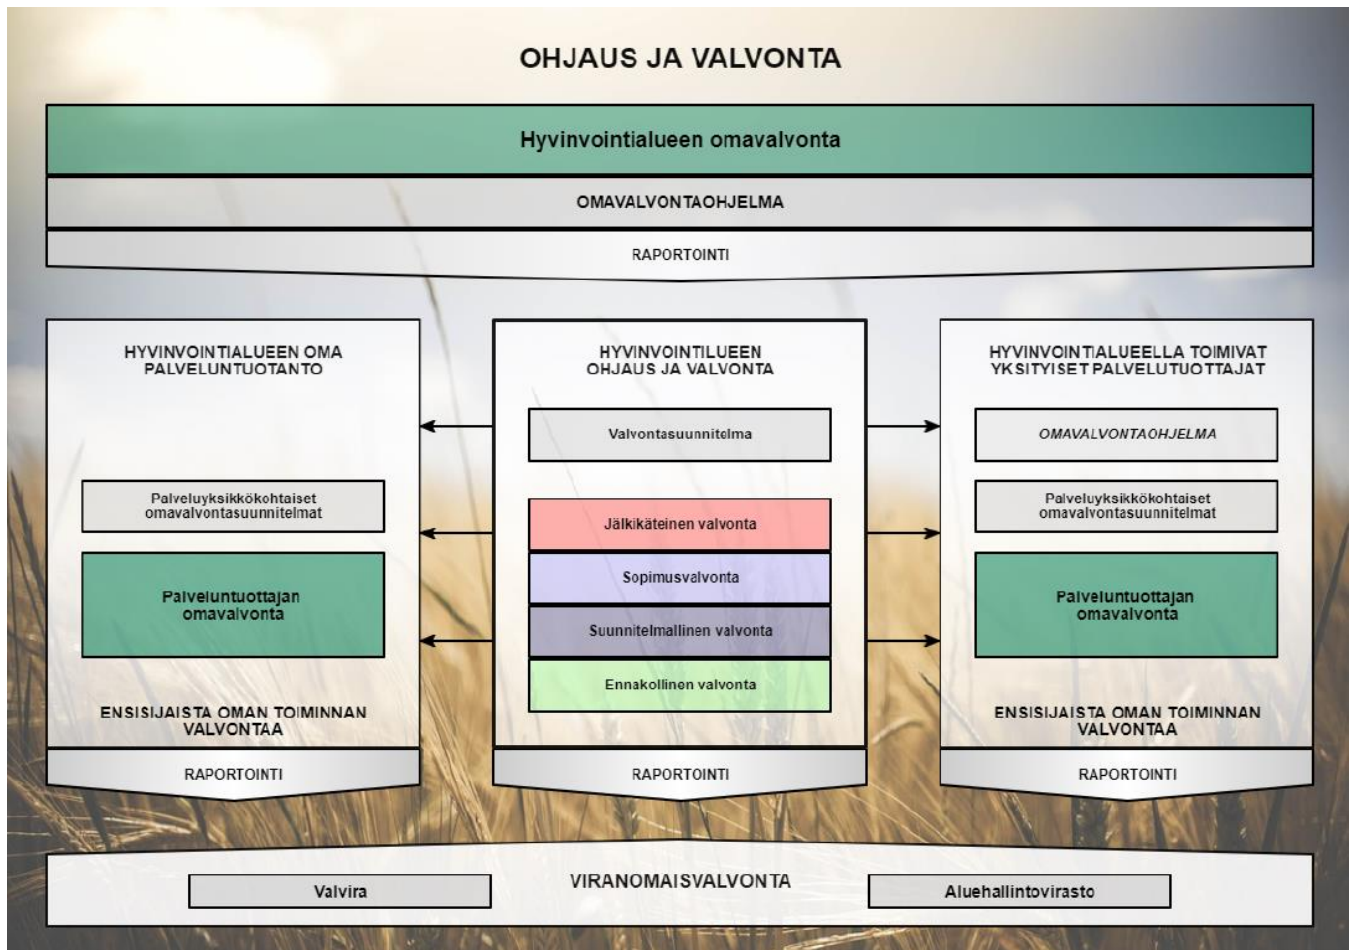 OHJAUS JA VALVONTA
Hyvinvointialueen omavalvonta
OMAVALVONTAOHJELMA
RAPORTOINTI
HYVINVOINTIALUEEN OMA
PALVELUNTUOTANTO
Palveluyksikkökohtaiset
omavalvontasuunnitelmat
Palveluntuottajan
omavalvonta
ENSISIJAISTA OMAN TOIMINNAN
VALVONTAA
RAPORTOINTI
HYVINVOINTILUEEN
OHJAUS JA VALVONTA
Valvontasuunnitelma
Jälkikäteinen valvonta
Sopimusvalvonta
Suunnitelmallinen valvonta
Ennakollinen valvonta
RAPORTOINTI
HYVINVOINTIALUEELLA TOIMIVAT
YKSITYISET PALVELUTUOTTAJAT
OMAVALVONTAOHJELMA
Palveluyksikkökohtaiset
omavalvontasuunnitelmat
Palveluntuottajan
omavalvonta
ENSISIJAISTA OMAN TOIMINNAN
VALVONTAA
RAPORTOINTI
VIRANOMAISVALVONTA
Valvira
Aluehallintovirasto